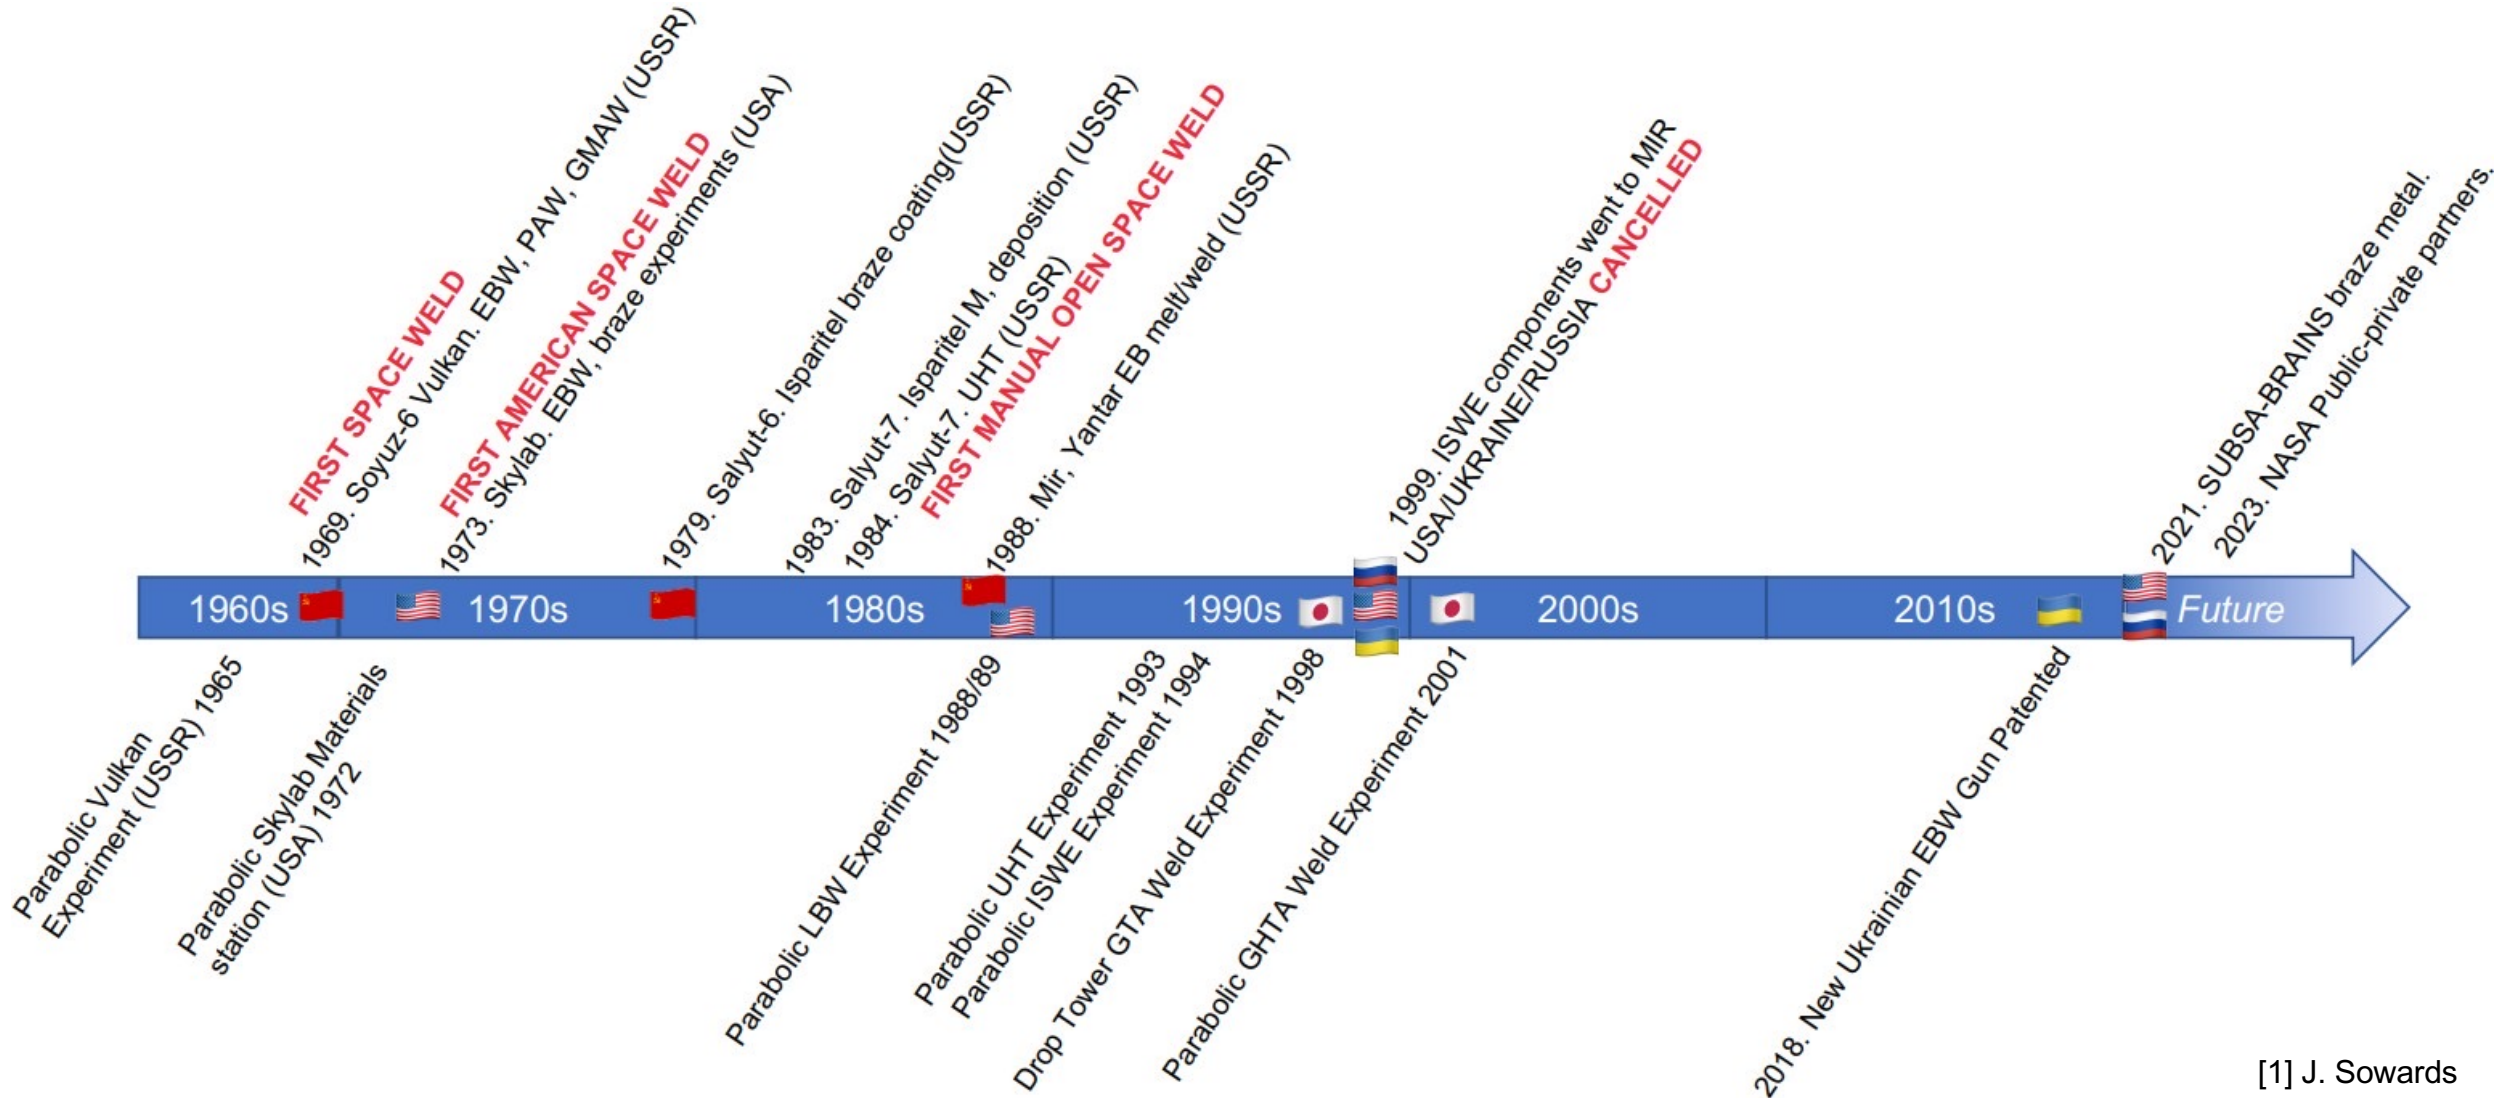 FIRST SPACE WELD
1969. Soyuz-6 Vulkan. EBW, PAW, GMAW (USSR)
FIRST AMERICAN SPACE WELD
1973. Skylab. EBW, braze experiments (USA)
1979. Salyut-6. Isparitel braze coating(USSR)
1983. Salyut-7. Isparitel M, deposition (USSR)
1984. Salyut-7. UHT (USSR)
FIRST MANUAL OPEN SPACE WELD
1988. Mir, Yantar EB melt/weld (USSR)
1999. ISWE components went to MIR
USA/UKRAINE/RUSSIA CANCELLED
2021. SUBSA-BRAINS braze metal.
2023. NASA Public-private partners.
1960s
1970s
1980s
1990s
2000s
2010s
Future
Parabolic Vulkan
Experiment (USSR) 1965
Parabolic Skylab Materials
station (USA) 1972
Parabolic LBW Experiment 1988/89
Parabolic UHT Experiment 1993
Parabolic ISWE Experiment 1994
Drop Tower GTA Weld Experiment 1998
Parabolic GHTA Weld Experiment 2001
2018. New Ukrainian EBW Gun Patented
[1] J. Sowards